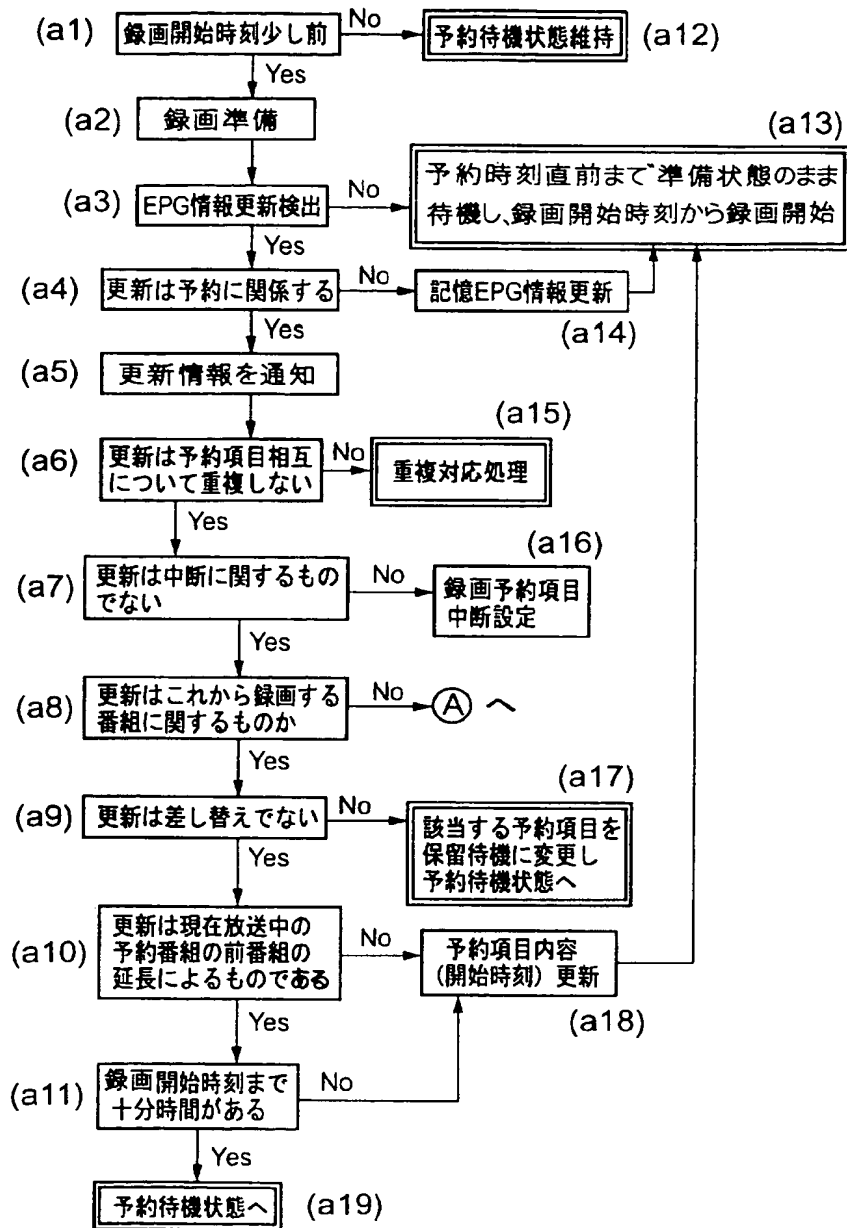 (a1)
録画開始時刻少し前
No
予約待機状態維持
(a12)
Yes
(a2)
録画準備
(a13)
予約時刻直前まで準備状態のまま
待機し、録画開始時刻から録画開始
(a3)
EPG情報更新検出
No
Yes
(a4)
更新は予約に関係する
No
記憶EPG情報更新
(a14)
Yes
(a5)
更新情報を通知
(a15)
(a6)
更新は予約項目相互
について重複しない
No
重複対応処理
Yes
(a16)
(a7)
更新は中断に関するもの
でない
No
録画予約項目
中断設定
Yes
(a8)
更新はこれから録画する
番組に関するものか
No
Ⓐ へ
Yes
(a17)
(a9)
更新は差し替えでない
No
該当する予約項目を
保留待機に変更し
予約待機状態へ
Yes
(a10)
更新は現在放送中の
予約番組の前番組の
延長によるものである
No
予約項目内容
(開始時刻)更新
(a18)
Yes
(a11)
録画開始時刻まで
十分時間がある
No
Yes
予約待機状態へ
(a19)